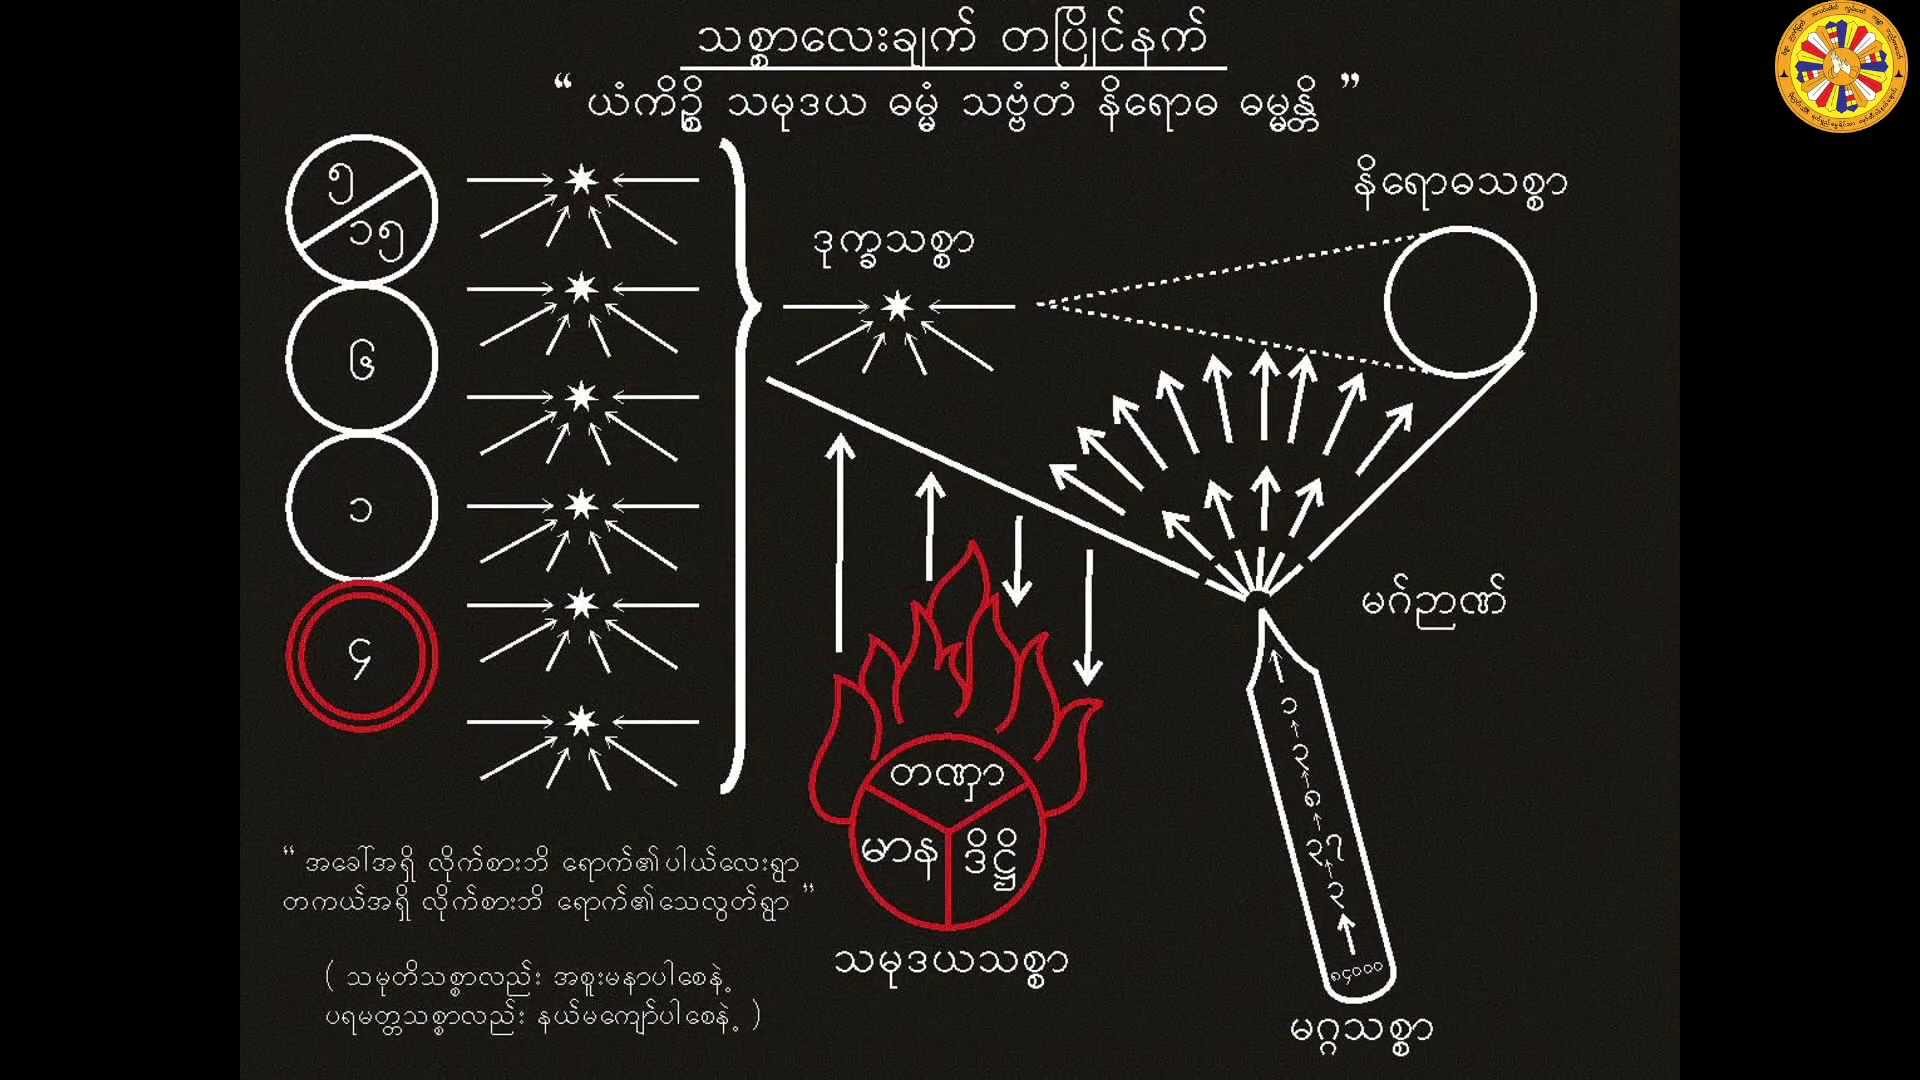 သစ္စာလေးချက် တပြိုင်နက်
“ ယံကိဉ္စိ သမုဒယ ဓမ္မံ သဗ္ဗံတံ နိရောဓ ဓမ္မန္တိ ”
၅
၁၅
၆
၁
၄
ဒုက္ခသစ္စာ
နိရောဓသစ္စာ
မဂ်ဉာဏ်
တဏှာ
မာန
ဒိဋ္ဌိ
သမုဒယသစ္စာ
၈၄၀၀၀
မဂ္ဂသစ္စာ
“ အခေါ်အရှိ လိုက်စားဘိ ရောက်၏ပါယ်လေးရွာ
တကယ်အရှိ လိုက်စားဘိ ရောက်၏သေလွတ်ရွာ ”
( သမုတိသစ္စာလည်း အစူးမနာပါစေနဲ့
ပရမတ္တသစ္စာလည်း နယ်မကျော်ပါစေနဲ့ )